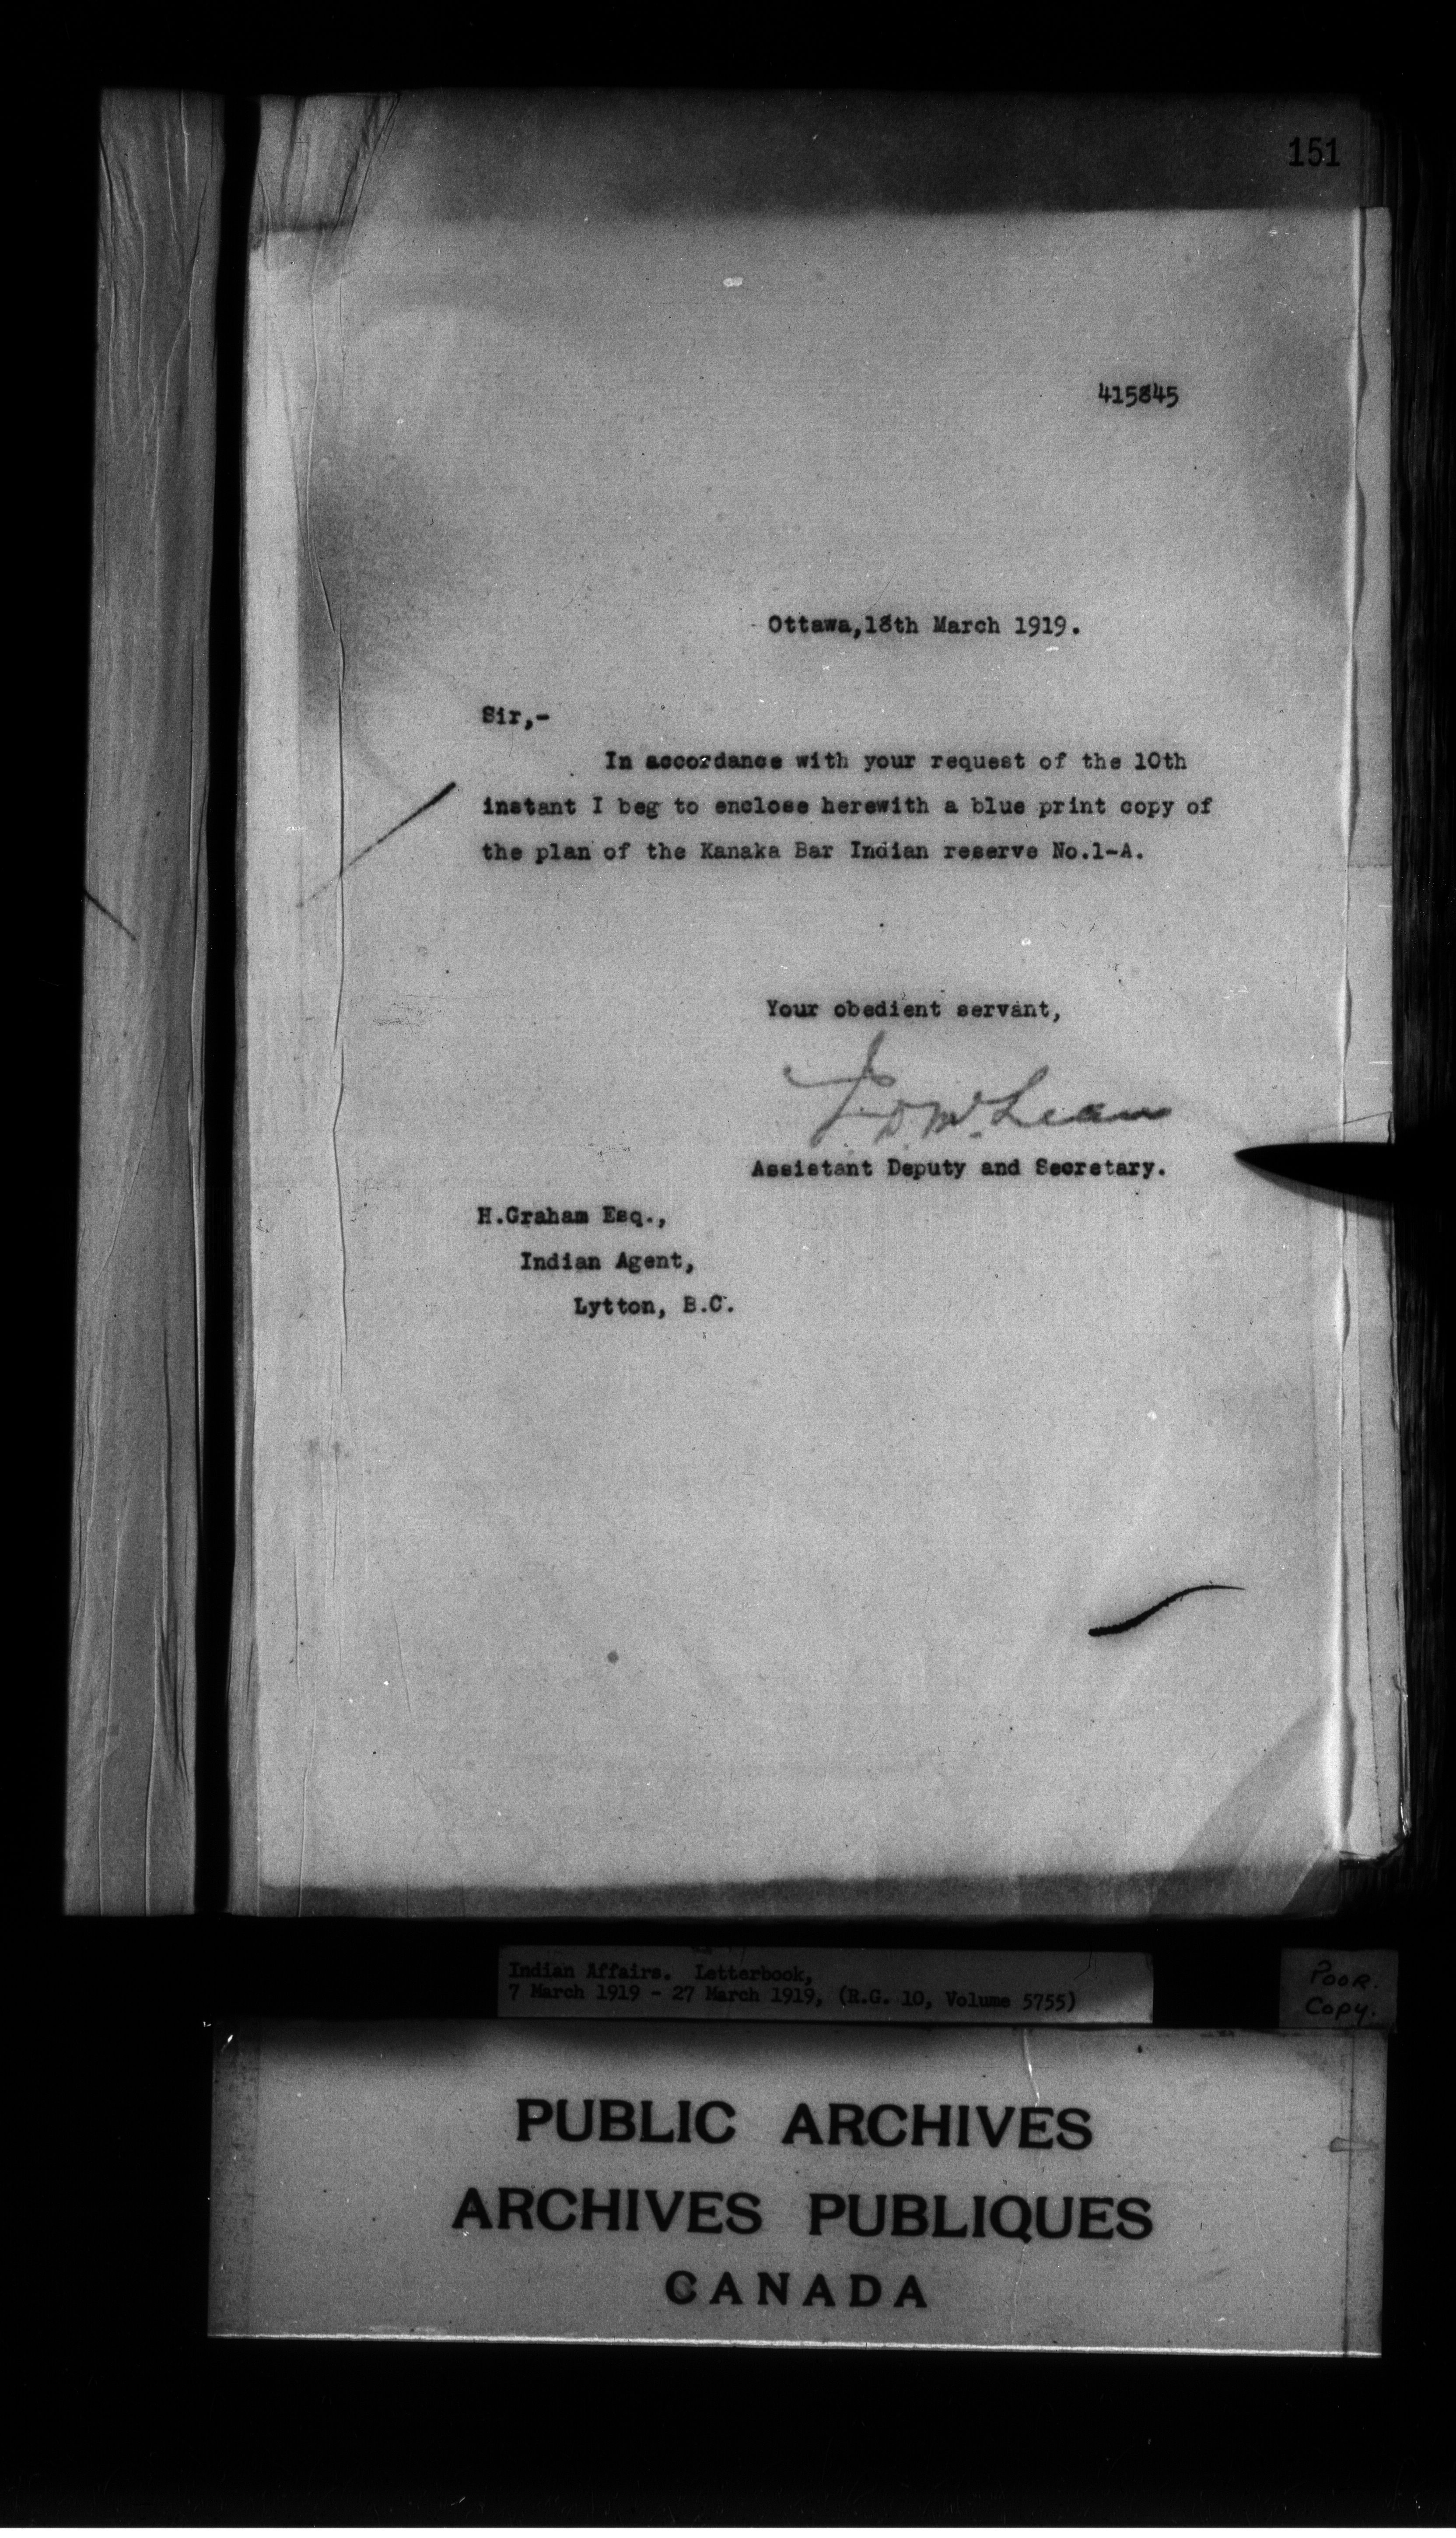 151
415845
Ottawa,18th March 1919.
Sir,-
In accordance with your request of the 10th
instant I beg to enclose herewith a blue print copy of
the plan of the Kanaka Bar Indian reserve No.1-A.
Your obedient servant,
J.D.McLean
Assistant Deputy and Secretary.
H.Graham Esq.,
Indian Agent,
Lytton, B.C.
Indian Affairs. Letterbook,
7 March 1919 - 27 March 1919, (R.G. 10, Volume 5755)
POOR.
Copy.
PUBLIC ARCHIVES
ARCHIVES PUBLIQUES
CANADA